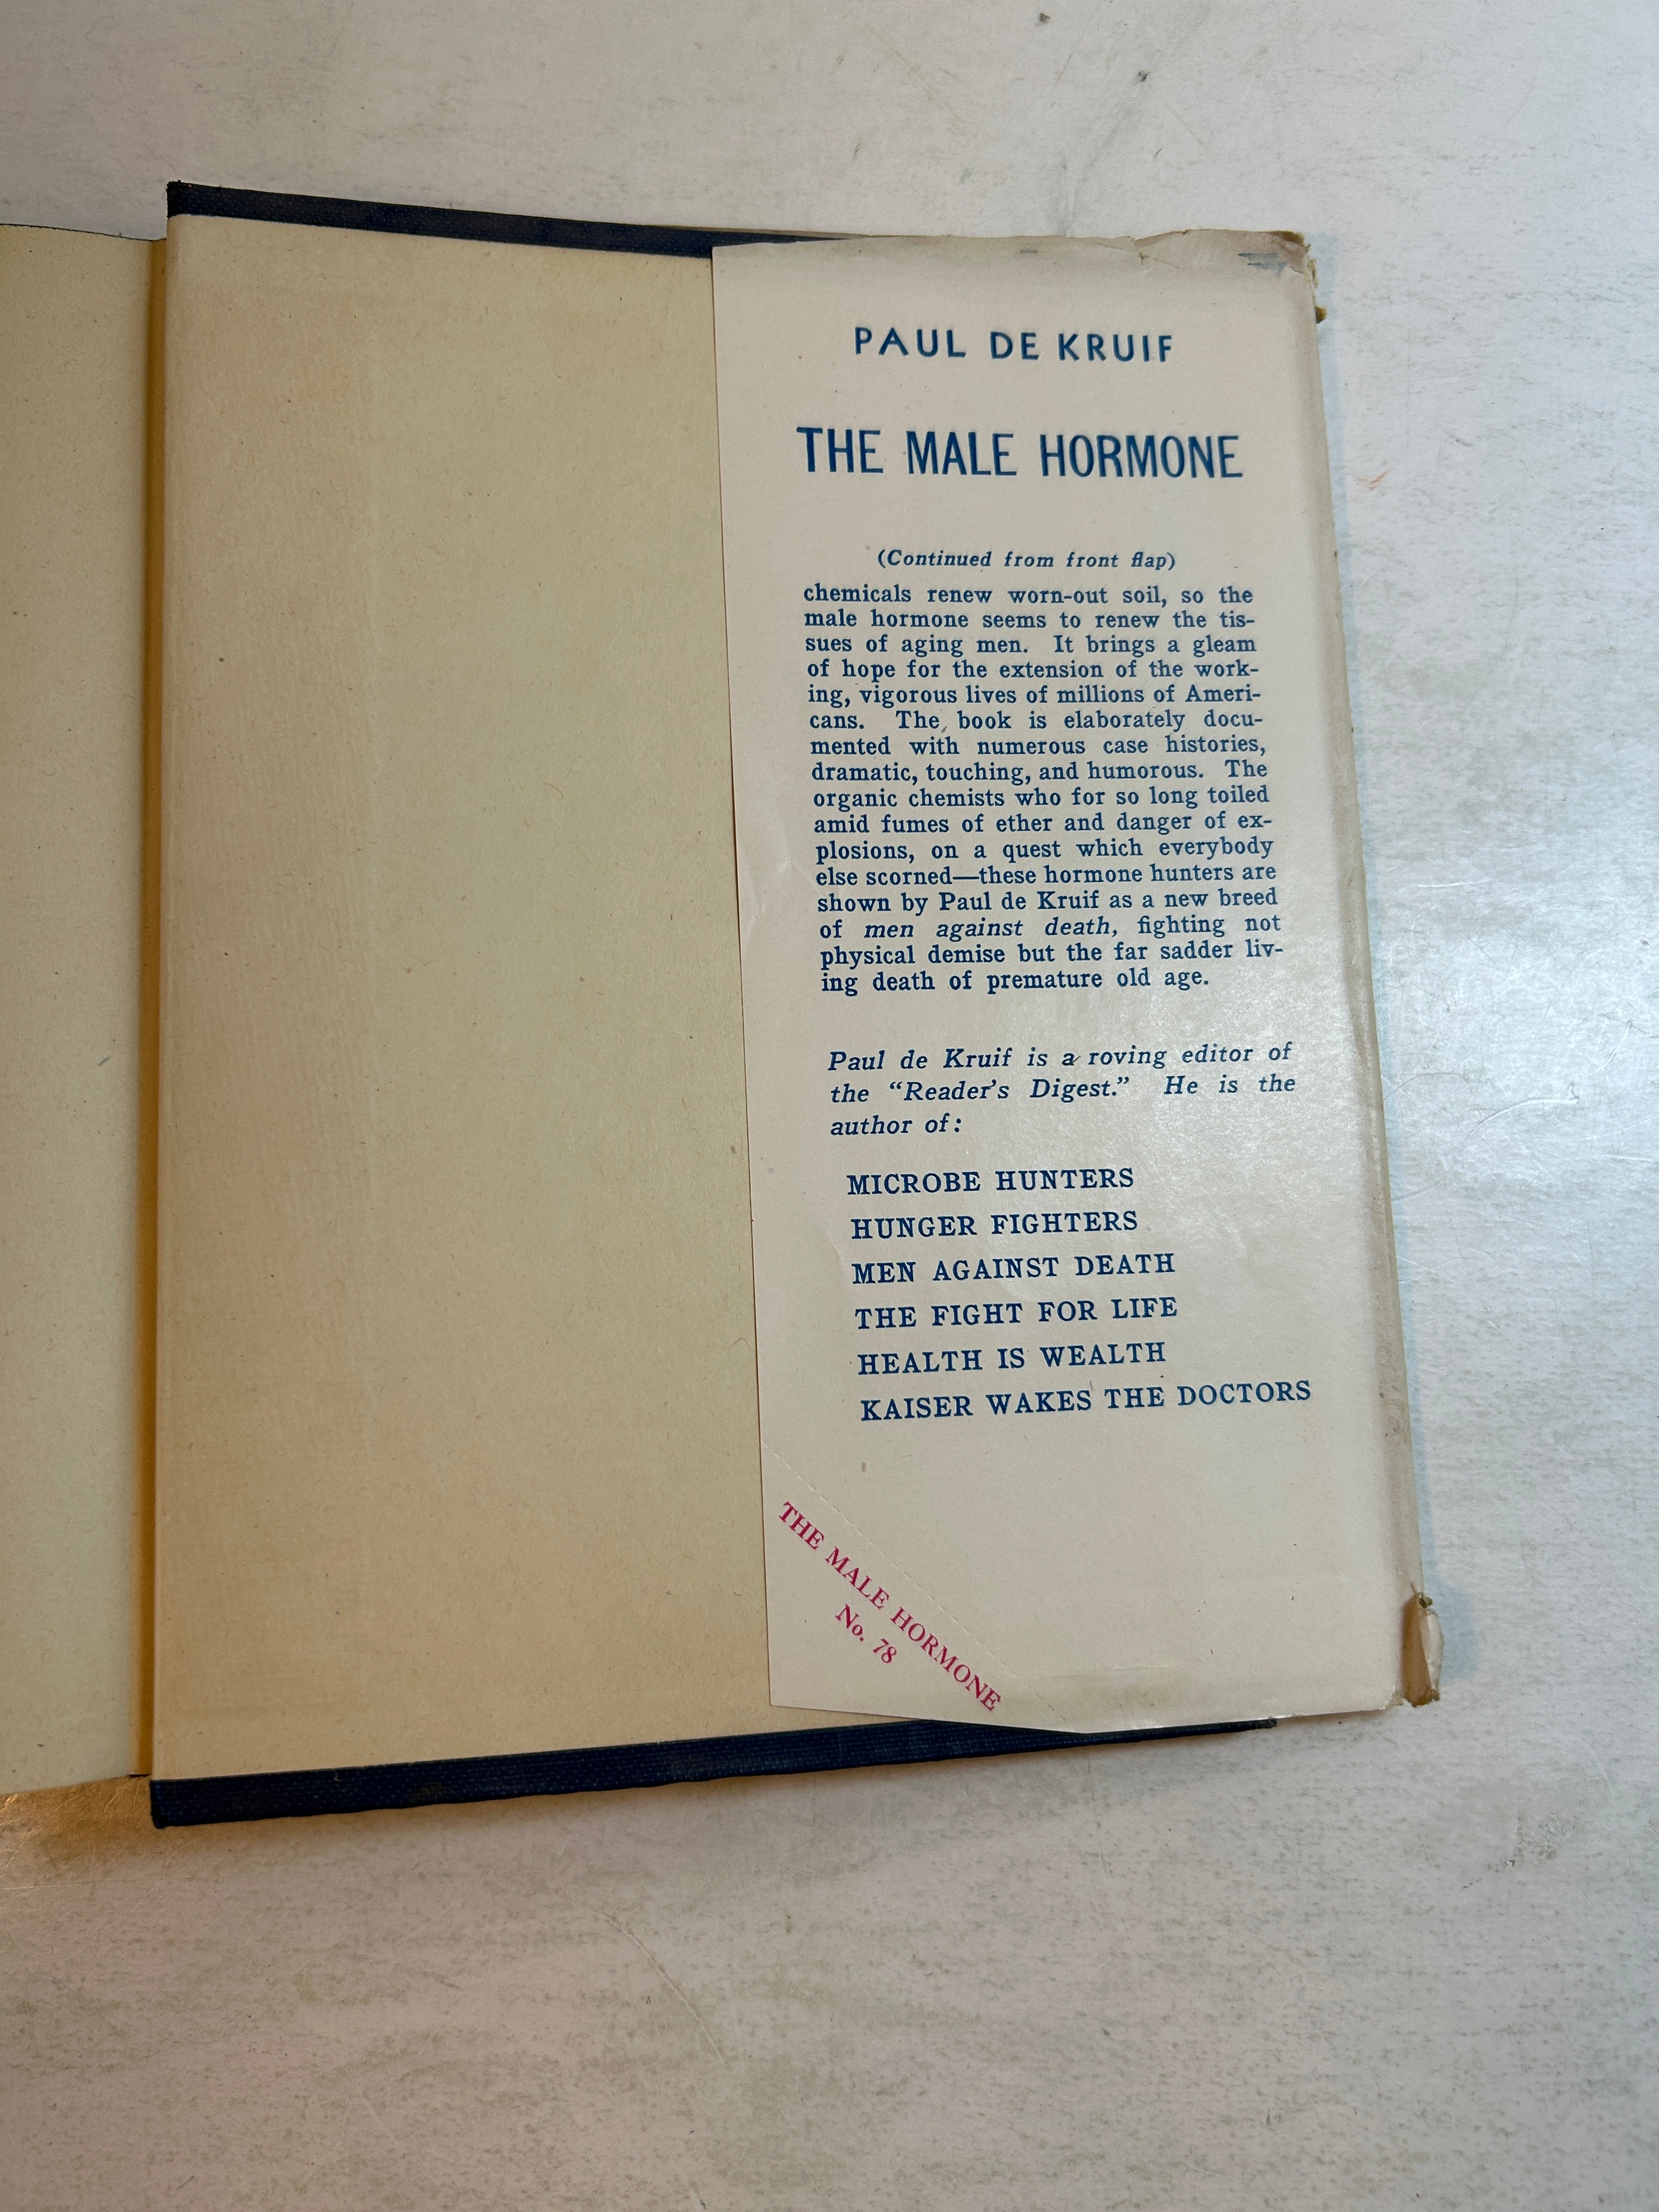 PAUL DE KRUIF
THE MALE HORMONE
(Continued from front flap)
chemicals renew worn-out soil, so the
male hormone seems to renew the tis-
sues of aging men. It brings a gleam
of hope for the extension of the work-
ing, vigorous lives of millions of Ameri-
cans. The book is elaborately docu-
mented with numerous case histories,
dramatic, touching, and humorous. The
organic chemists who for so long toiled
amid fumes of ether and danger of ex-
plosions, on a quest which everybody
else scorned—these hormone hunters are
shown by Paul de Kruif as a new breed
of men against death, fighting not
physical demise but the far sadder liv-
ing death of premature old age.
Paul de Kruif is a roving editor of
the “Reader's Digest.” He is the
author of:
MICROBE HUNTERS
HUNGER FIGHTERS
MEN AGAINST DEATH
THE FIGHT FOR LIFE
HEALTH IS WEALTH
KAISER WAKES THE DOCTORS
THE MALE HORMONE
No. 78